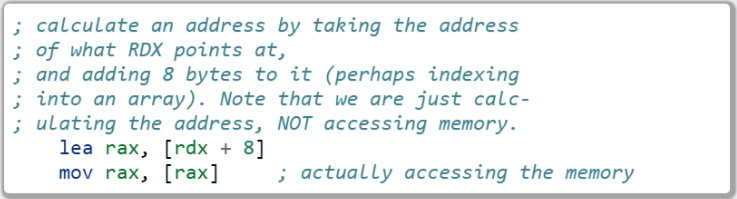 ; calculate an address by taking the address
; of what RDX points at,
; and adding 8 bytes to it (perhaps indexing
; into an array). Note that we are just calc-
; ulating the address, NOT accessing memory.
lea rax, [rdx + 8]
mov rax, [rax] ; actually accessing the memory